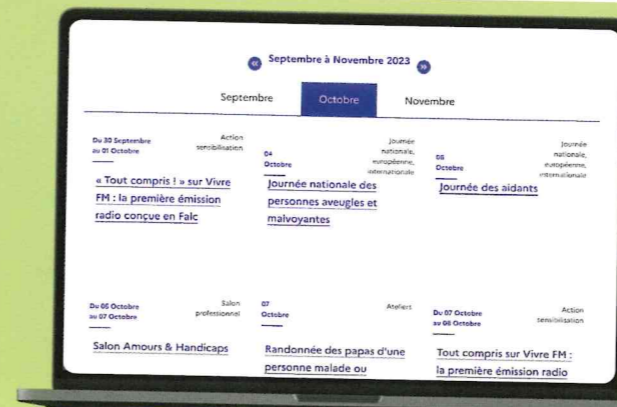 « Septembre à Novembre 2023 »
Septembre Octobre Novembre
Du 30 Septembre
au 01 Octobre
Action
sensibilisation
« Tout compris ! » sur Vivre
FM : la première émission
radio conçue en Falc
04
Octobre
Journée
nationale,
européenne,
internationale
Journée nationale des
personnes aveugles et
malvoyantes
06
Octobre
Journée
nationale,
européenne,
internationale
Journée des aidants
Du 05 Octobre
au 07 Octobre
Salon
professionnel
Salon Amours & Handicaps
07
Octobre
Ateliers
Randonnée des papas d'une
personne malade ou
Du 07 Octobre
au 08 Octobre
Action
sensibilisation
Tout compris sur Vivre FM :
la première émission radio